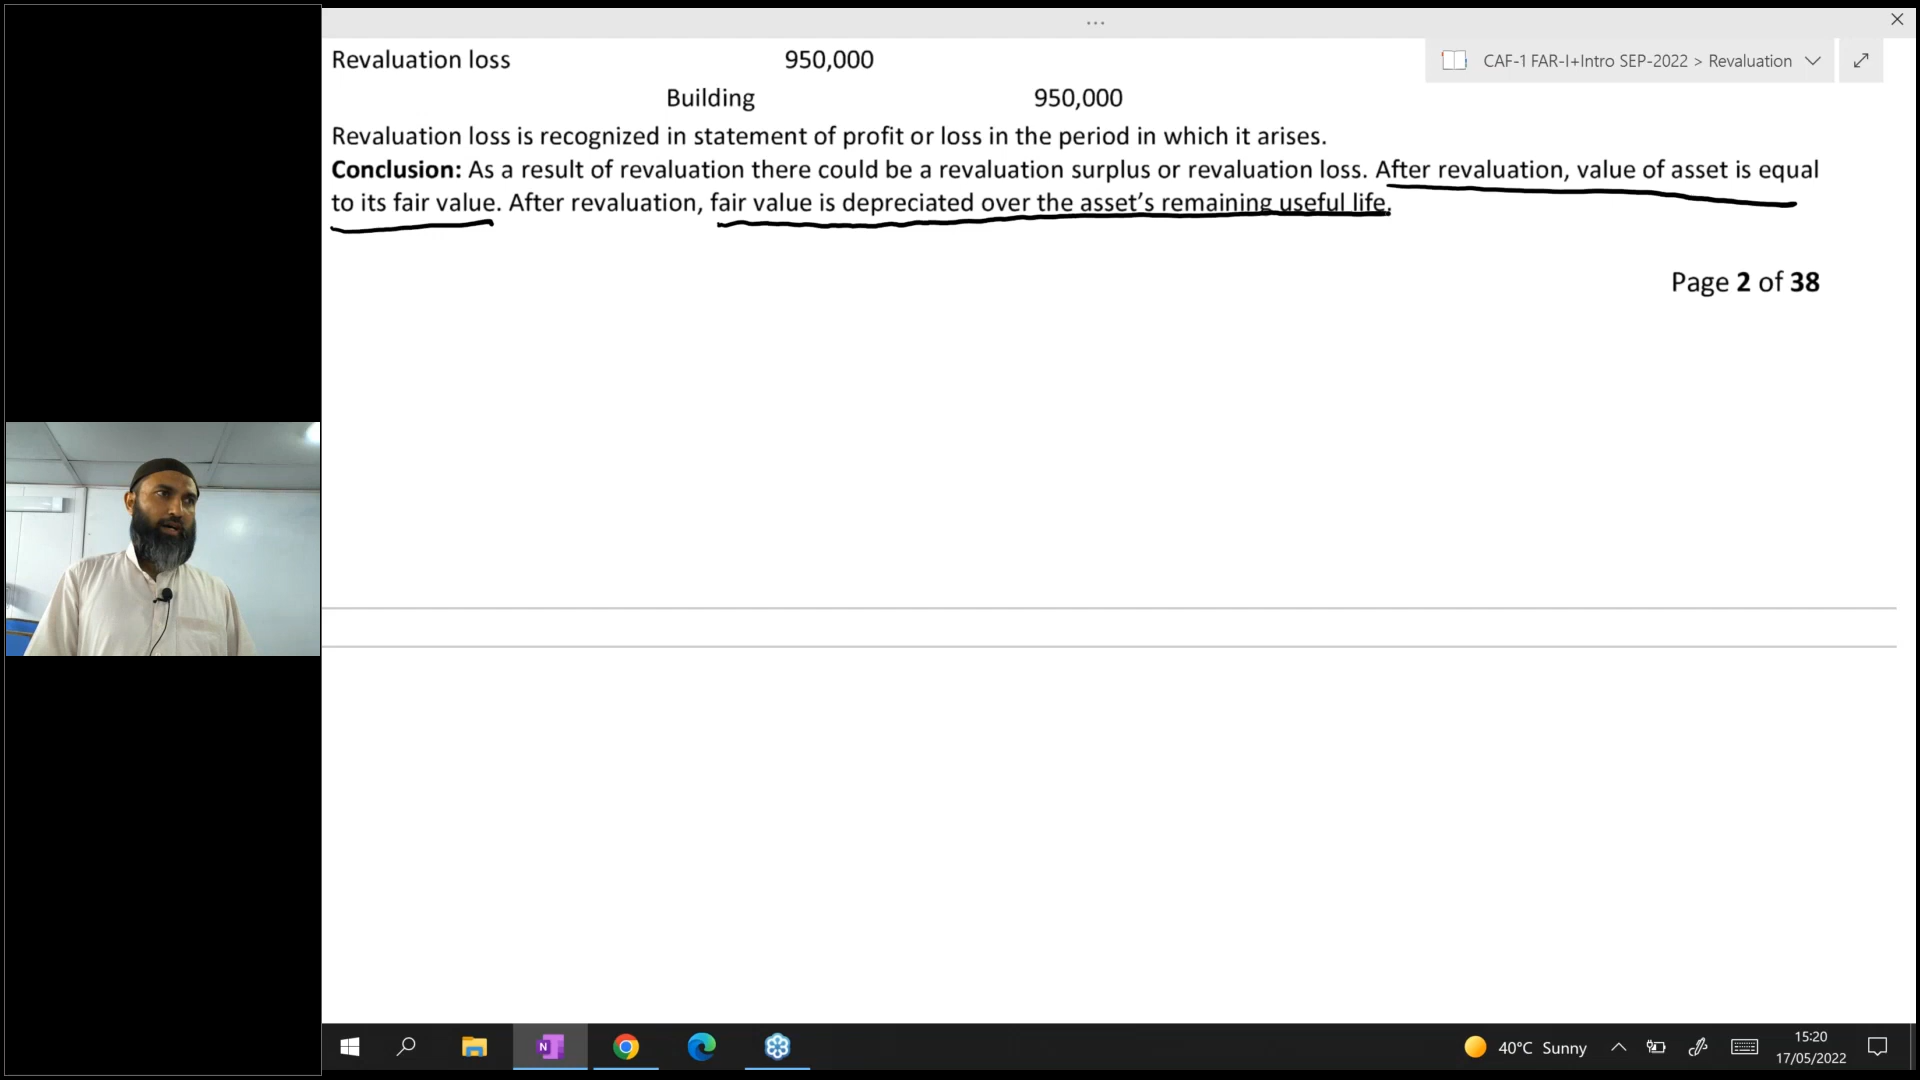 ...
Revaluation loss 950,000
CAF-1 FAR-I+Intro SEP-2022 > Revaluation
Building 950,000
Revaluation loss is recognized in statement of profit or loss in the period in which it arises.
Conclusion: As a result of revaluation there could be a revaluation surplus or revaluation loss. After revaluation, value of asset is equal
to its fair value. After revaluation, fair value is depreciated over the asset’s remaining useful life.
Page 2 of 38
N
40°C Sunny
15:20
17/05/2022